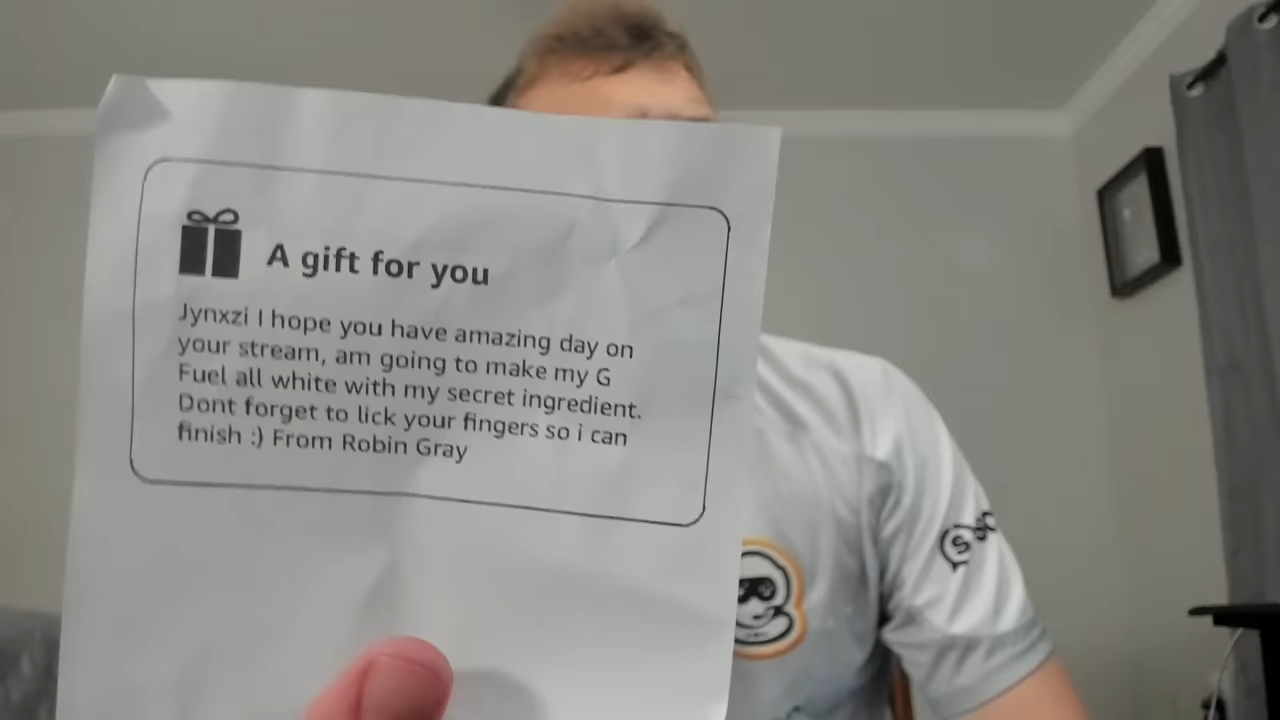 A gift for you
Jynxzi I hope you have amazing day on
your stream, am going to make my G
Fuel all white with my secret ingredient.
Dont forget to lick your fingers so i can
finish :) From Robin Gray